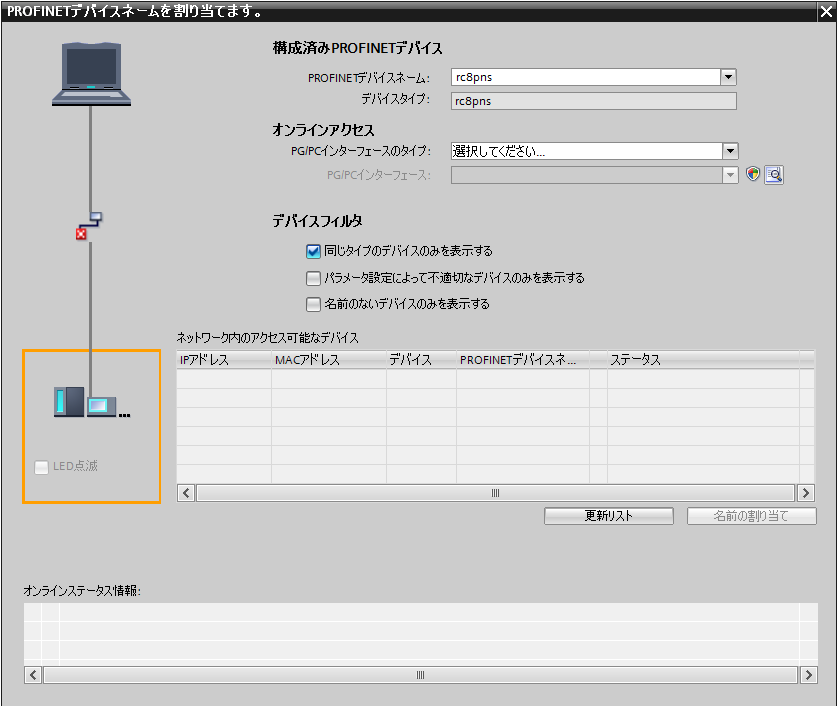 PROFINETデバイスネームを割り当てます。
構成済みPROFINETデバイス
PROFINETデバイスネーム: rc8pns
デバイスタイプ: rc8pns
オンラインアクセス
PG/PCインターフェースのタイプ: 選択してください...
PG/PCインターフェース:
デバイスフィルタ
同じタイプのデバイスのみを表示する
パラメータ設定によって不適切なデバイスのみを表示する
名前のないデバイスのみを表示する
ネットワーク内のアクセス可能なデバイス
IPアドレス MACアドレス デバイス PROFINETデバイスネ... ステータス
LED点滅
更新リスト 名前の割り当て
オンラインステータス情報: